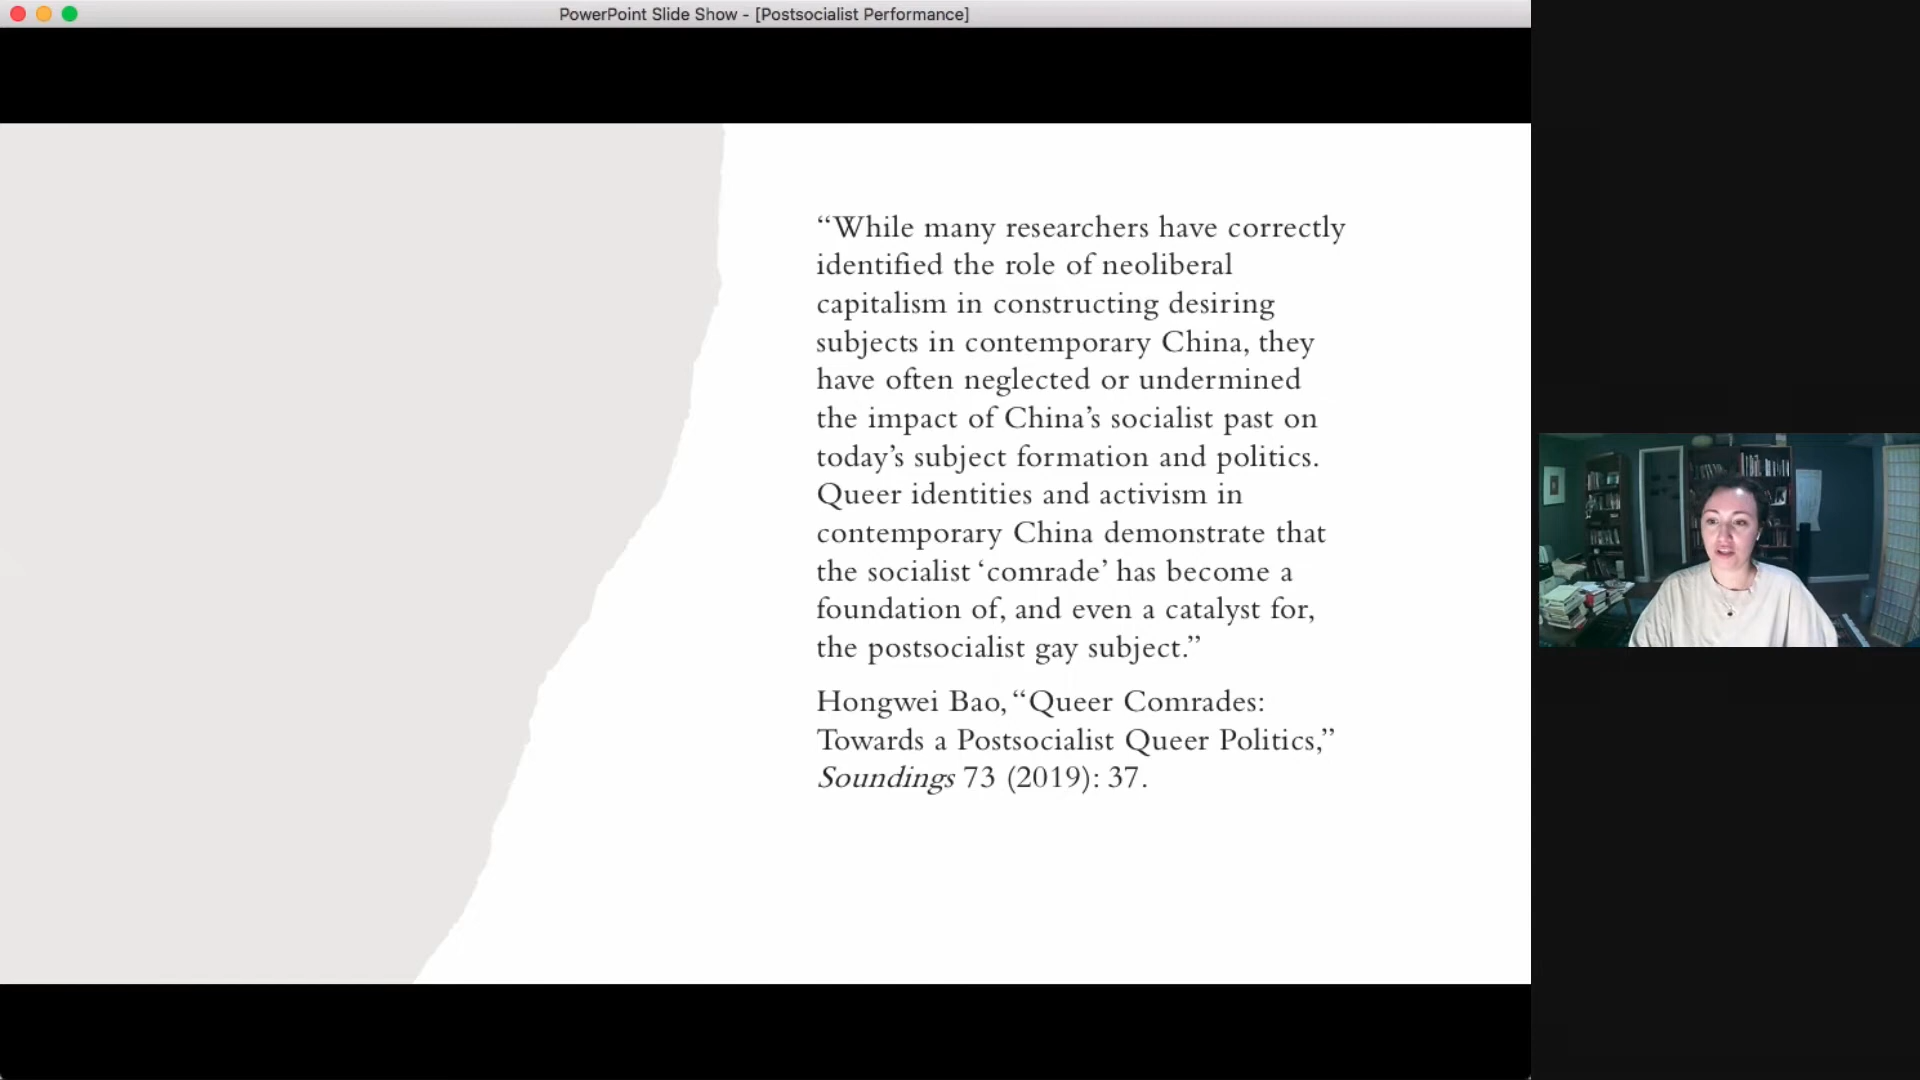 PowerPoint Slide Show - [Postsocialist Performance]
“While many researchers have correctly
identified the role of neoliberal
capitalism in constructing desiring
subjects in contemporary China, they
have often neglected or undermined
the impact of China’s socialist past on
today’s subject formation and politics.
Queer identities and activism in
contemporary China demonstrate that
the socialist ‘comrade’ has become a
foundation of, and even a catalyst for,
the postsocialist gay subject.”
Hongwei Bao, “Queer Comrades:
Towards a Postsocialist Queer Politics,”
Soundings 73 (2019): 37.